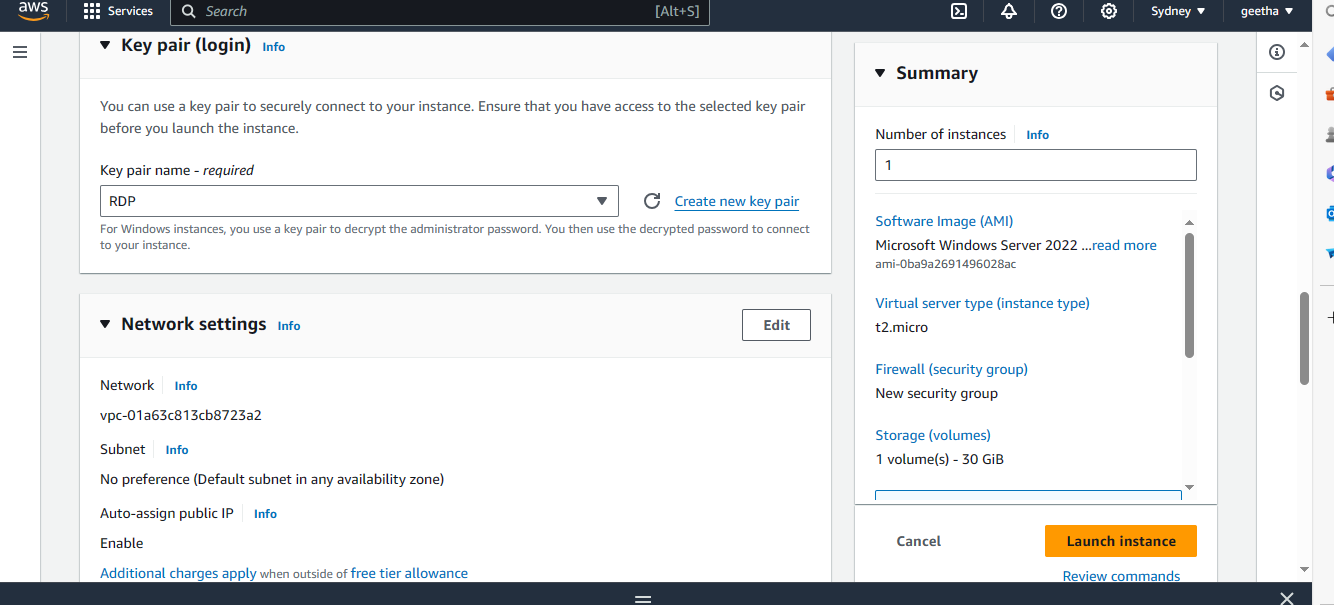 aws
Services
Search
[Alt+S]
Sydney
geetha
Key pair (login)
Info
You can use a key pair to securely connect to your instance. Ensure that you have access to the selected key pair
before you launch the instance.
Key pair name - required
RDP
Create new key pair
For Windows instances, you use a key pair to decrypt the administrator password. You then use the decrypted password to connect
to your instance.
Network settings
Info
Edit
Network
Info
vpc-01a63c813cb8723a2
Subnet
Info
No preference (Default subnet in any availability zone)
Auto-assign public IP
Info
Enable
Additional charges apply when outside of free tier allowance
Summary
Number of instances
Info
1
Software Image (AMI)
Microsoft Windows Server 2022 ...read more
ami-0ba9a2691496028ac
Virtual server type (instance type)
t2.micro
Firewall (security group)
New security group
Storage (volumes)
1 volume(s) - 30 GiB
Cancel
Launch instance
Review commands